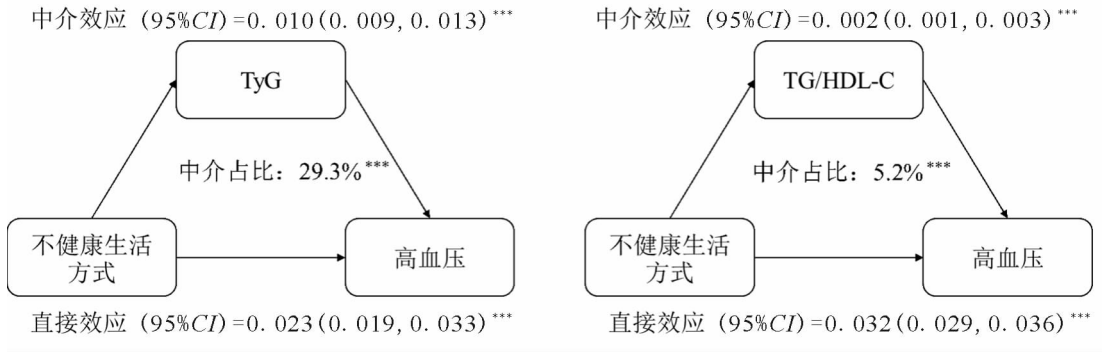 中介效应 (95%CI)=0.010(0.009,0.013)***
TyG
中介占比：29.3%***
不健康生活
方式
高血压
直接效应 (95%CI)=0.023(0.019,0.033)***
中介效应 (95%CI)=0.002(0.001,0.003)***
TG/HDL-C
中介占比：5.2%***
不健康生活
方式
高血压
直接效应 (95%CI)=0.032(0.029,0.036)***